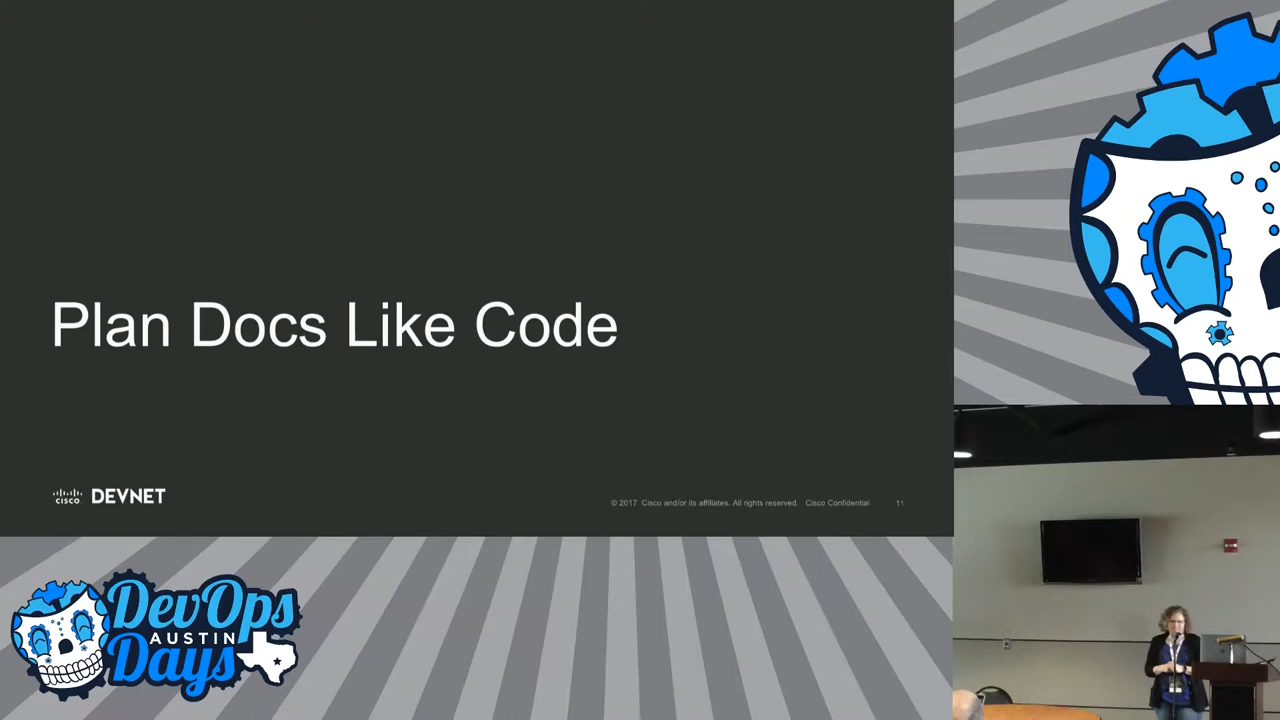 Plan Docs Like Code
CISCO DEVNET
© 2017 Cisco and/or its affiliates. All rights reserved. Cisco Confidential 11
DevOps
AUSTIN
Days